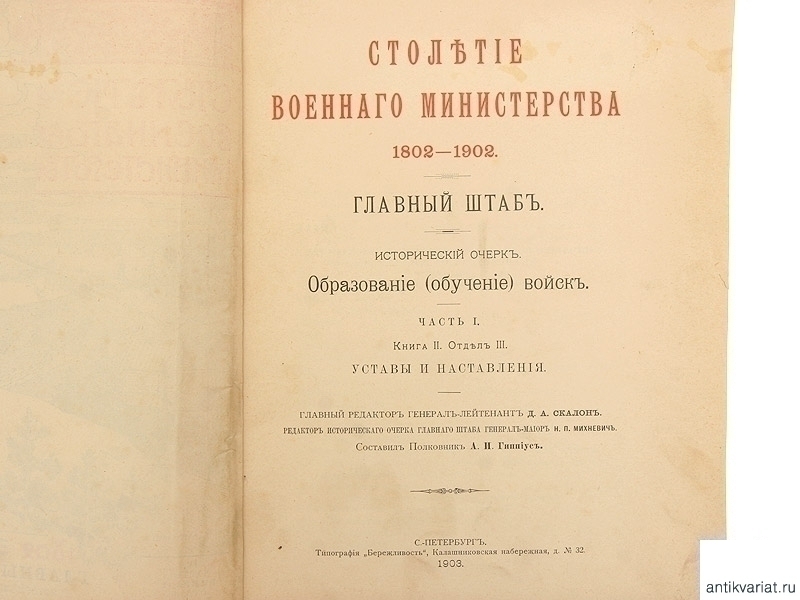 СТОЛѢТІЕ
ВОЕННАГО МИНИСТЕРСТВА
1802—1902.
ГЛАВНЫЙ ШТАБЪ.
ИСТОРИЧЕСКІЙ ОЧЕРКЪ.
Образованіе (обученіе) войскъ.
ЧАСТЬ I.
Книга II. Отдѣлъ III.
УСТАВЫ И НАСТАВЛЕНІЯ.
ГЛАВНЫЙ РЕДАКТОРЪ ГЕНЕРАЛЪ-ЛЕЙТЕНАНТЪ Д. А. СКАЛОНЪ.
РЕДАКТОРЪ ИСТОРИЧЕСКАГО ОЧЕРКА ГЛАВНАГО ШТАБА ГЕНЕРАЛЪ-МАІОРЪ Н. П. МИХНЕВИЧЪ.
Составилъ Полковникъ А. И. Гиппіусъ.
С.-ПЕТЕРБУРГЪ.
Типографія „Бережливость“, Калашниковская набережная, д. № 32.
1903.
antikvariat.ru